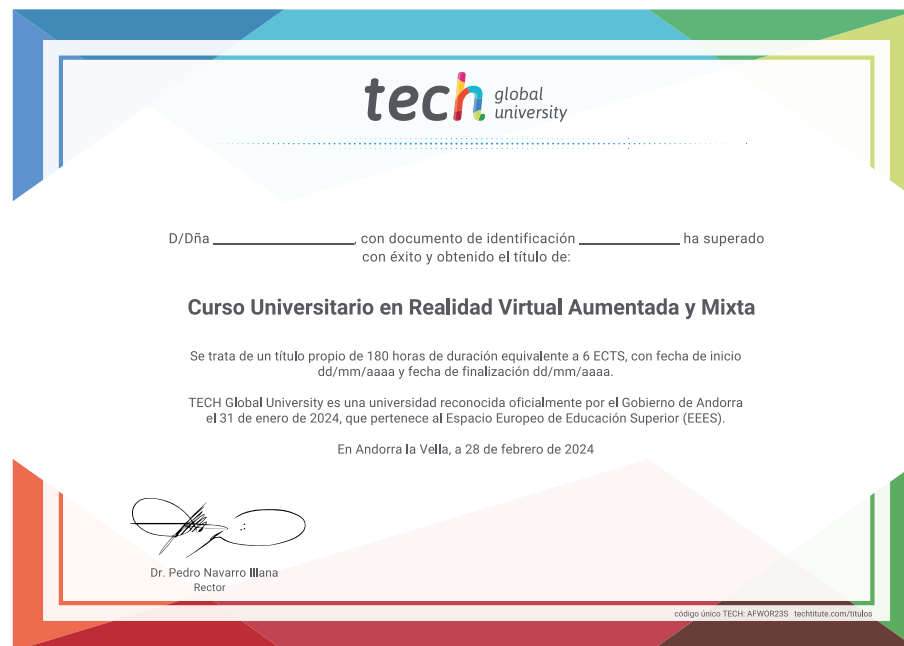 tech global university
D/Dña ____________________, con documento de identificación ______________ ha superado
con éxito y obtenido el título de:
Curso Universitario en Realidad Virtual Aumentada y Mixta
Se trata de un título propio de 180 horas de duración equivalente a 6 ECTS, con fecha de inicio
dd/mm/aaaa y fecha de finalización dd/mm/aaaa.
TECH Global University es una universidad reconocida oficialmente por el Gobierno de Andorra
el 31 de enero de 2024, que pertenece al Espacio Europeo de Educación Superior (EEES).
En Andorra la Vella, a 28 de febrero de 2024
Dr. Pedro Navarro Illana
Rector
código único TECH: AFWOR23S techtitute.com/titulos